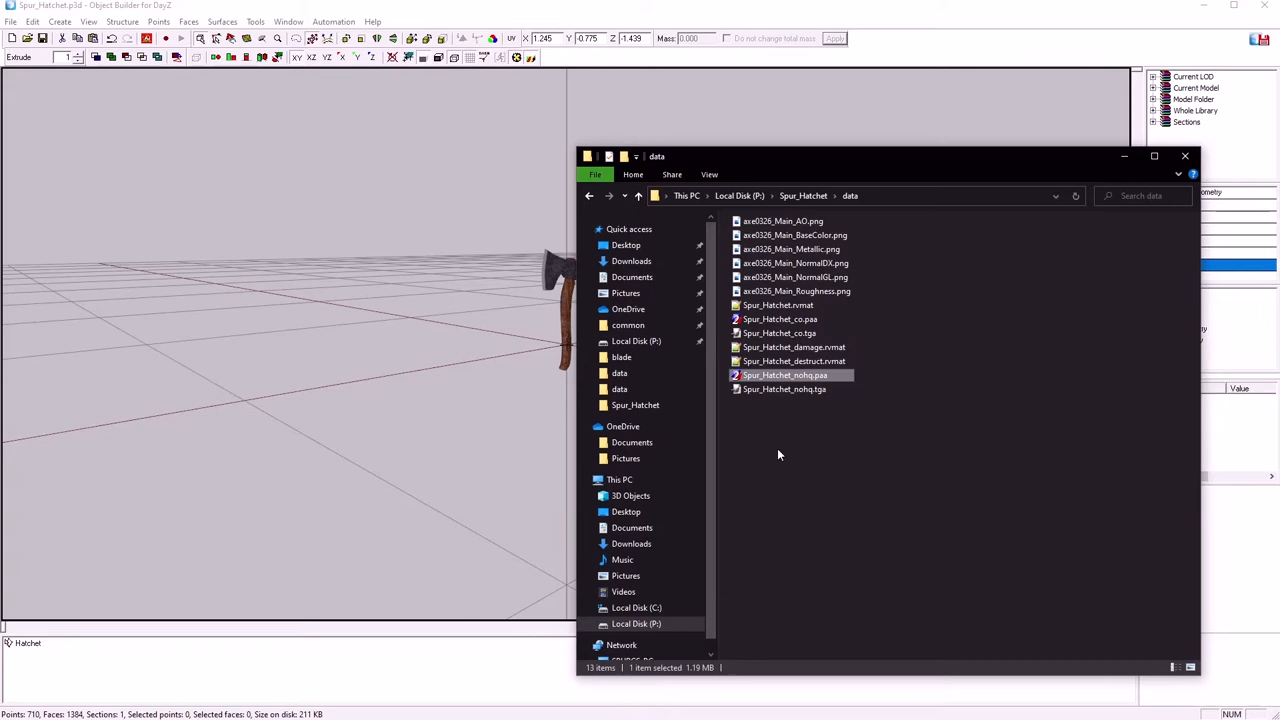 Spur_Hatchet.p3d - Object Builder for DayZ
File Edit Create View Structure Points Faces Surfaces Tools Window Automation Help
UV X 1.245 Y -0.775 Z -1.439 Mass: 0.000 Do not change total mass Apply
Extrude 1 XY XZ YZ X Y Z
Current LOD
Current Model
Model Folder
Whole Library
Sections
data
File Home Share View
This PC Local Disk (P:) Spur_Hatchet data Search data
Quick access
Desktop
Downloads
Documents
Pictures
OneDrive
common
Local Disk (P:)
blade
data
data
Spur_Hatchet
OneDrive
Documents
Pictures
This PC
3D Objects
Desktop
Documents
Downloads
Music
Pictures
Videos
Local Disk (C:)
Local Disk (P:)
Network
axe0326_Main_AO.png
axe0326_Main_BaseColor.png
axe0326_Main_Metallic.png
axe0326_Main_NormalDX.png
axe0326_Main_NormalGL.png
axe0326_Main_Roughness.png
Spur_Hatchet.rvmat
Spur_Hatchet_co.paa
Spur_Hatchet_co.tga
Spur_Hatchet_damage.rvmat
Spur_Hatchet_destruct.rvmat
Spur_Hatchet_nohq.paa
Spur_Hatchet_nohq.tga
13 items 1 item selected 1.19 MB
ometry
Value
Hatchet
Points: 710, Faces: 1384, Sections: 1, Selected points: 0, Selected faces: 0, Size on disk: 211 KB
NUM